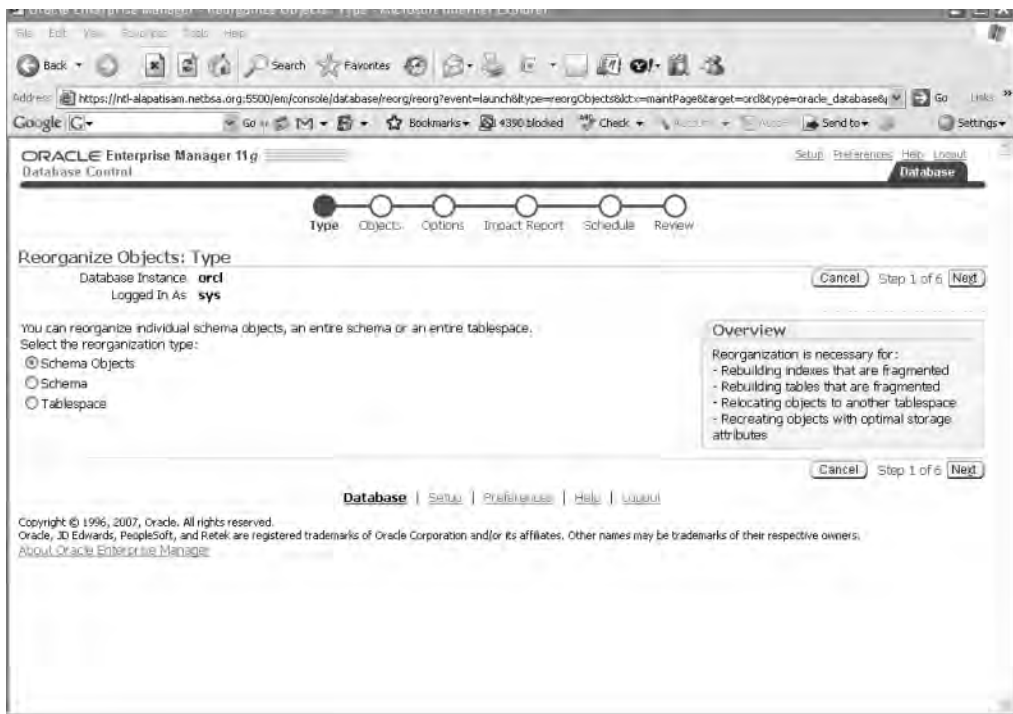 Oracle Enterprise Manager - Reorganize Objects: Type - Microsoft Internet Explorer
File Edit View Favorites Tools Help
Back Search Favorites
Address https://ntl-alapatisam.netbsa.org:5500/em/console/database/reorg/reorg?event=launch&type=reorgObjects&ctx=maintPage&target=orcl&type=oracle_database& Go Links »
Google G Go Bookmarks 4390 blocked Check Send to Settings
ORACLE Enterprise Manager 11g
Database Control
Setup Preferences Help Logout
Database
Type Objects Options Impact Report Schedule Review
Reorganize Objects: Type
Database Instance orcl
Logged In As sys
Cancel Step 1 of 6 Next
You can reorganize individual schema objects, an entire schema or an entire tablespace.
Select the reorganization type:
Schema Objects
Schema
Tablespace
Overview
Reorganization is necessary for:
- Rebuilding indexes that are fragmented
- Rebuilding tables that are fragmented
- Relocating objects to another tablespace
- Recreating objects with optimal storage
attributes
Cancel Step 1 of 6 Next
Database | Setup | Preferences | Help | Logout
Copyright © 1996, 2007, Oracle. All rights reserved.
Oracle, JD Edwards, PeopleSoft, and Retek are registered trademarks of Oracle Corporation and/or its affiliates. Other names may be trademarks of their respective owners.
About Oracle Enterprise Manager